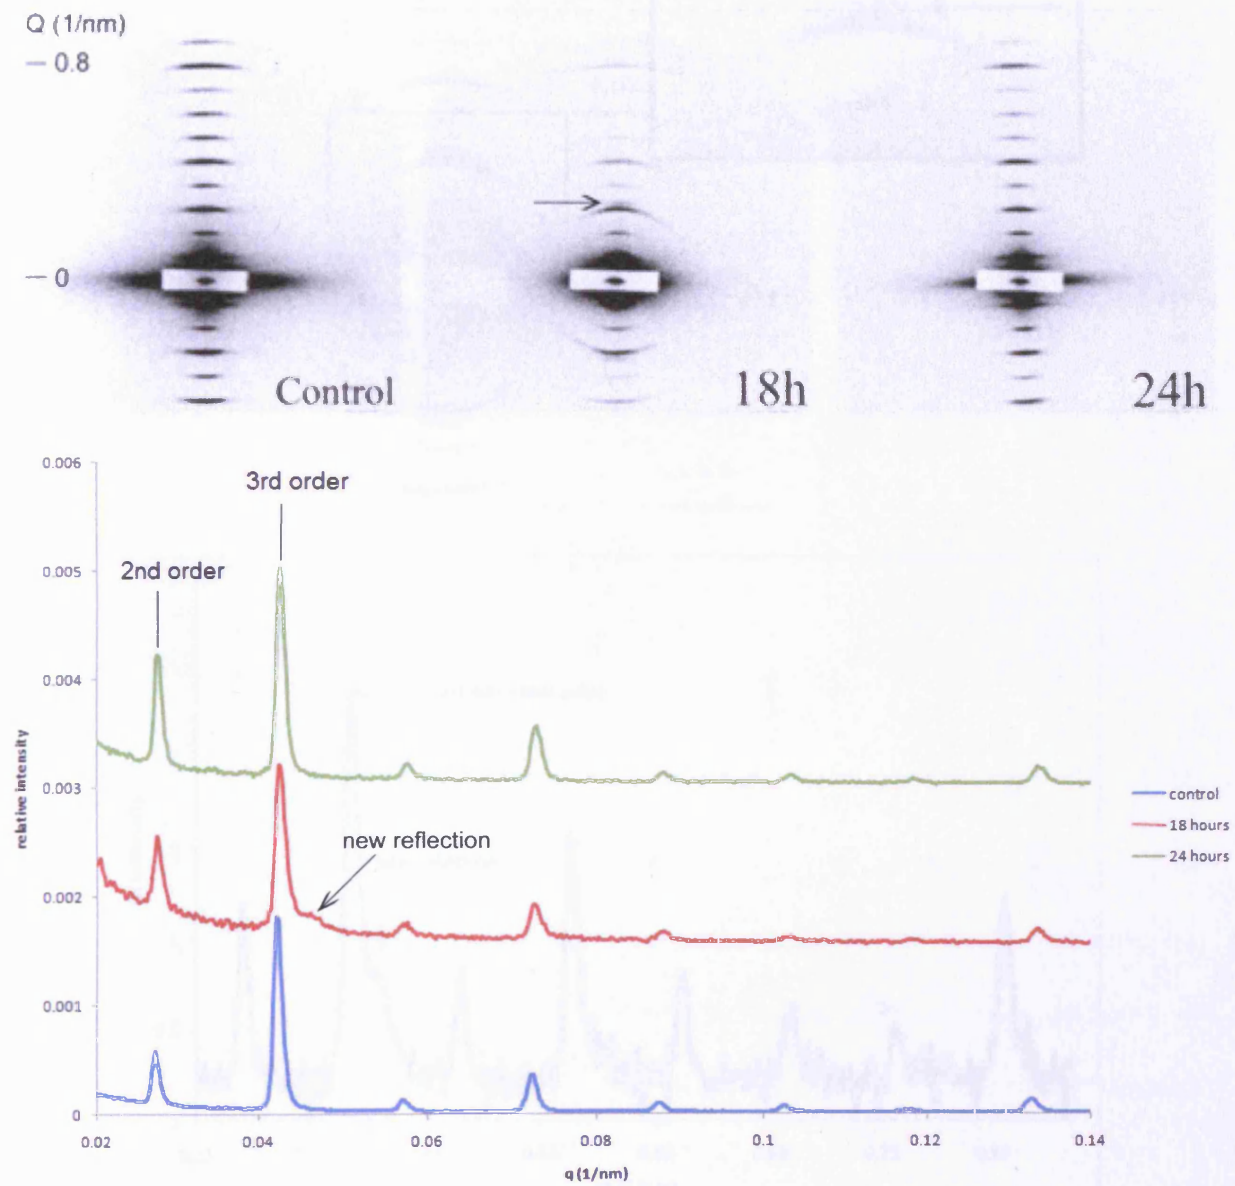 Q (1/nm)
— 0.8
— 0
Control
18h
24h
0.006
0.005
0.004
0.003
0.002
0.001
0
relative intensity
3rd order
2nd order
new reflection
control
18 hours
24 hours
0.02
0.04
0.06
0.08
0.1
0.12
0.14
q (1/nm)